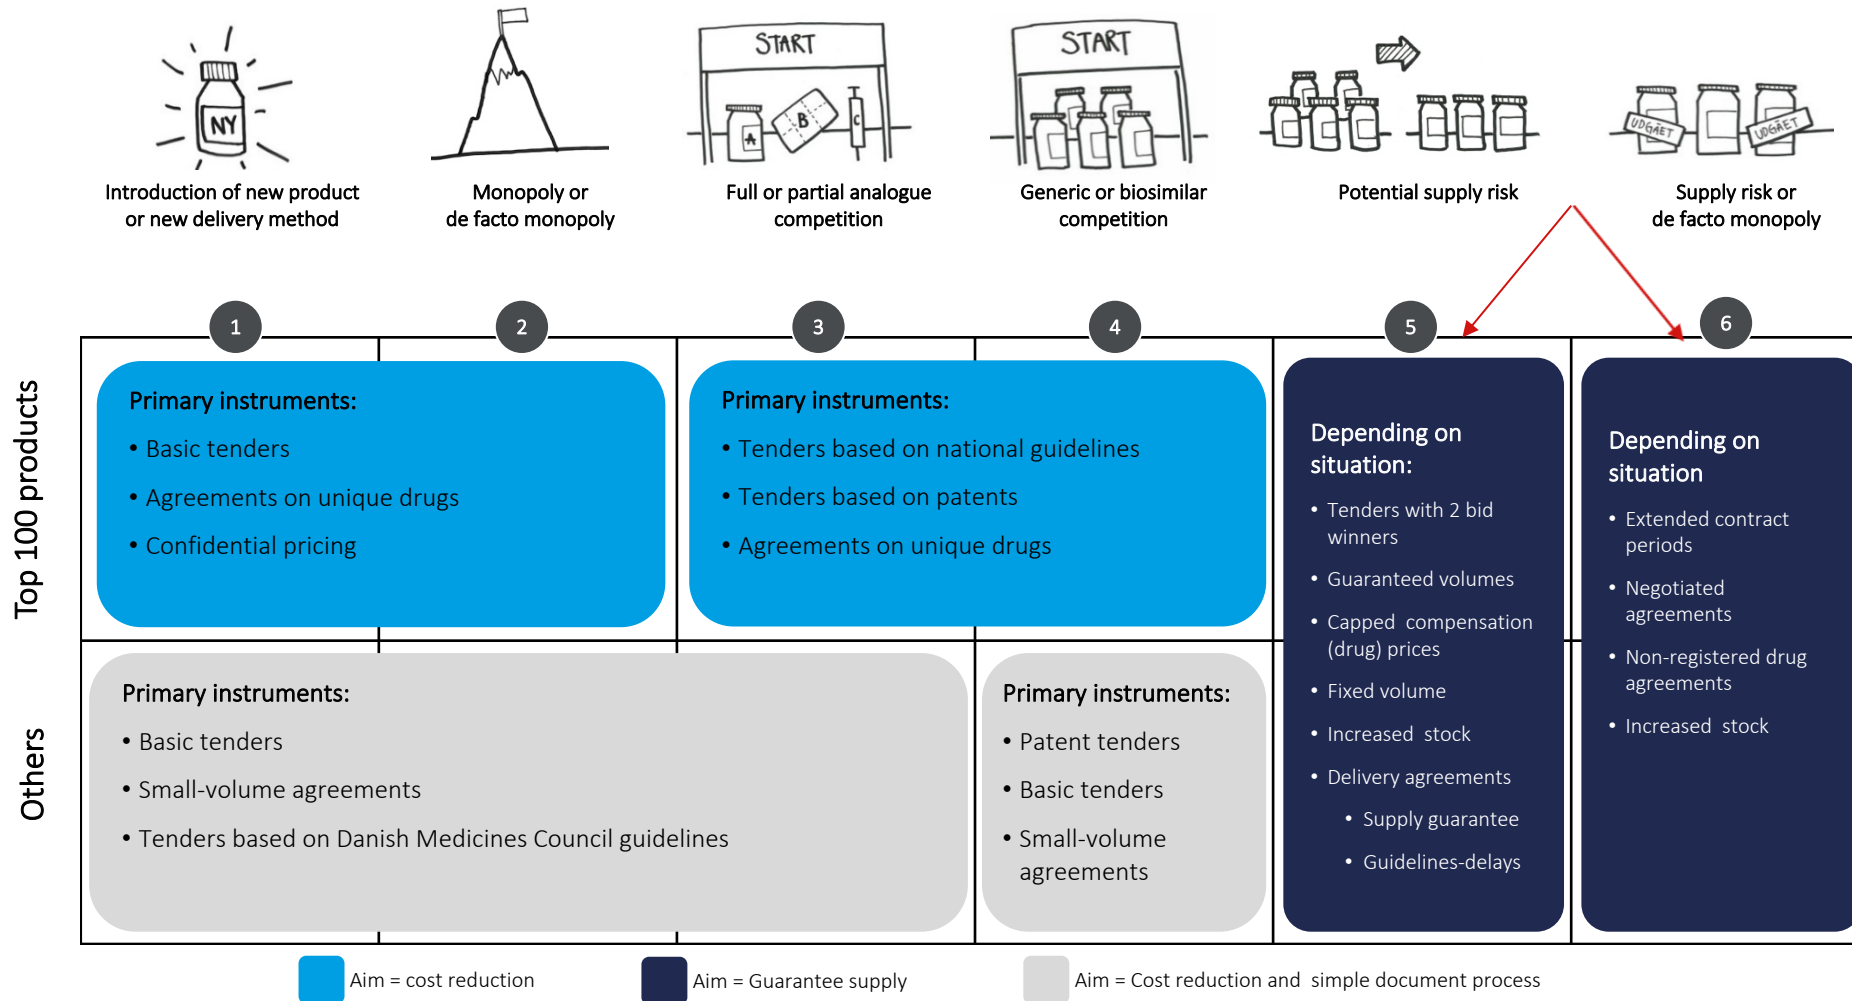 NY
START
A
B
C
START
UDGÅET
UDGÅET
Introduction of new product
or new delivery method
Monopoly or
de facto monopoly
Full or partial analogue
competition
Generic or biosimilar
competition
Potential supply risk
Supply risk or
de facto monopoly
1
2
3
4
5
6
Top 100 products
Primary instruments:
• Basic tenders
• Agreements on unique drugs
• Confidential pricing
Primary instruments:
• Tenders based on national guidelines
• Tenders based on patents
• Agreements on unique drugs
Depending on
situation:
• Tenders with 2 bid
winners
• Guaranteed volumes
• Capped compensation
(drug) prices
• Fixed volume
• Increased stock
• Delivery agreements
• Supply guarantee
• Guidelines-delays
Depending on
situation
• Extended contract
periods
• Negotiated
agreements
• Non-registered drug
agreements
• Increased stock
Others
Primary instruments:
• Basic tenders
• Small-volume agreements
• Tenders based on Danish Medicines Council guidelines
Primary instruments:
• Patent tenders
• Basic tenders
• Small-volume
agreements
Aim = cost reduction
Aim = Guarantee supply
Aim = Cost reduction and simple document process